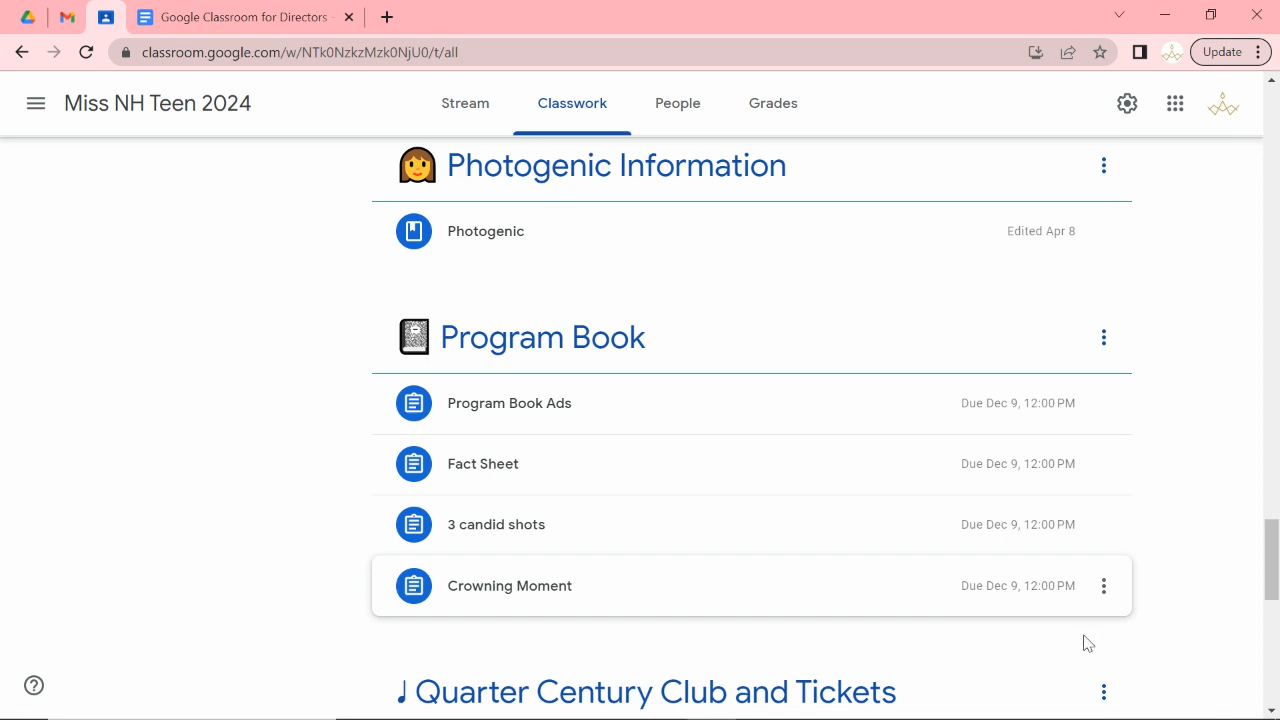 Google Classroom for Directors
classroom.google.com/w/NTk0NzkzMzk0NjU0/t/all
Update
Miss NH Teen 2024
Stream
Classwork
People
Grades
Photogenic Information
Photogenic
Edited Apr 8
Program Book
Program Book Ads
Due Dec 9, 12:00 PM
Fact Sheet
Due Dec 9, 12:00 PM
3 candid shots
Due Dec 9, 12:00 PM
Crowning Moment
Due Dec 9, 12:00 PM
Quarter Century Club and Tickets